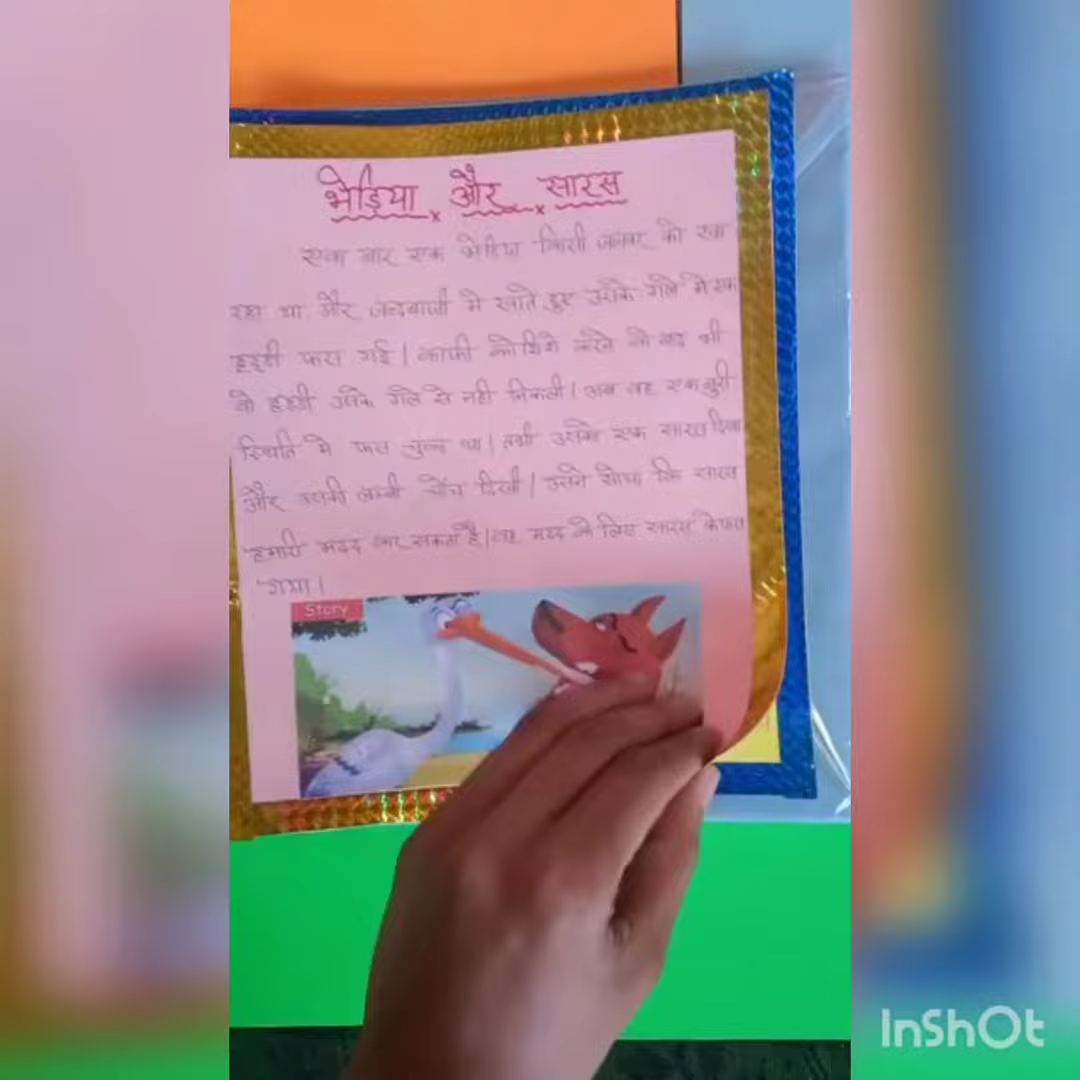 भेड़िया और सारस
एक बार एक भेड़िया किसी जानवर को खा
रहा था और जल्दबाजी मे खाते हुए उसके गले मे एक
हड्डी फस गई। काफी कोशिश करने के बाद भी
वो हड्डी उसके गले से नही निकली। अब वह एक बुरी
स्थिति मे फस चुका था। तभी उसको एक सारस दिखा
और उसकी लम्बी चोंच दिखी। उसने सोचा कि सारस
हमारी मदद कर सकता है। वह मदद के लिए सारस के पास
गया।
Story
InShOt